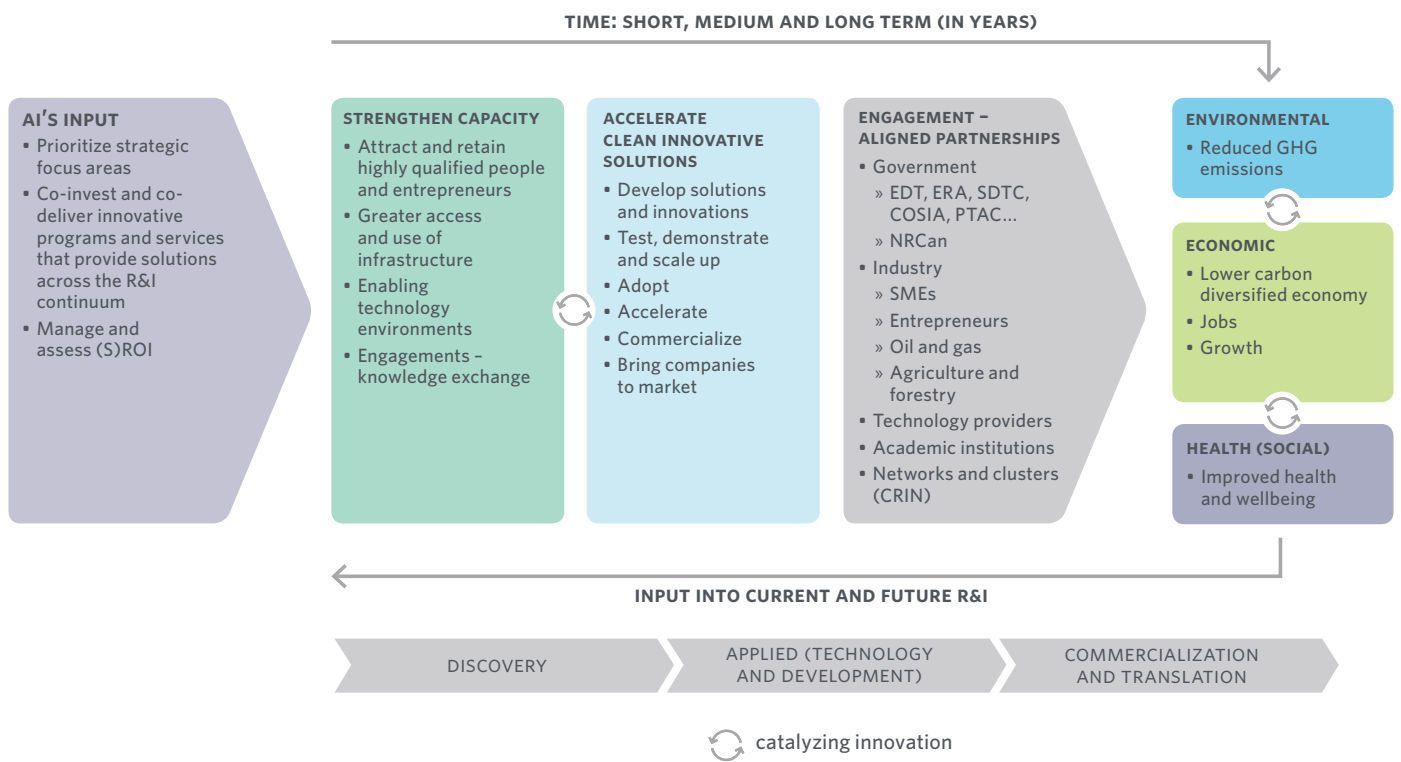 TIME: SHORT, MEDIUM AND LONG TERM (IN YEARS)
AI'S INPUT
▪ Prioritize strategic
focus areas
▪ Co-invest and co-
deliver innovative
programs and services
that provide solutions
across the R&I
continuum
▪ Manage and
assess (S)ROI
STRENGTHEN CAPACITY
▪ Attract and retain
highly qualified people
and entrepreneurs
▪ Greater access
and use of
infrastructure
▪ Enabling
technology
environments
▪ Engagements –
knowledge exchange
ACCELERATE
CLEAN INNOVATIVE
SOLUTIONS
▪ Develop solutions
and innovations
▪ Test, demonstrate
and scale up
▪ Adopt
▪ Accelerate
▪ Commercialize
▪ Bring companies
to market
ENGAGEMENT –
ALIGNED PARTNERSHIPS
▪ Government
» EDT, ERA, SDTC,
COSIA, PTAC...
» NRCan
▪ Industry
» SMEs
» Entrepreneurs
» Oil and gas
» Agriculture and
forestry
▪ Technology providers
▪ Academic institutions
▪ Networks and clusters
(CRIN)
ENVIRONMENTAL
▪ Reduced GHG
emissions
ECONOMIC
▪ Lower carbon
diversified economy
▪ Jobs
▪ Growth
HEALTH (SOCIAL)
▪ Improved health
and wellbeing
INPUT INTO CURRENT AND FUTURE R&I
DISCOVERY
APPLIED (TECHNOLOGY
AND DEVELOPMENT)
COMMERCIALIZATION
AND TRANSLATION
catalyzing innovation